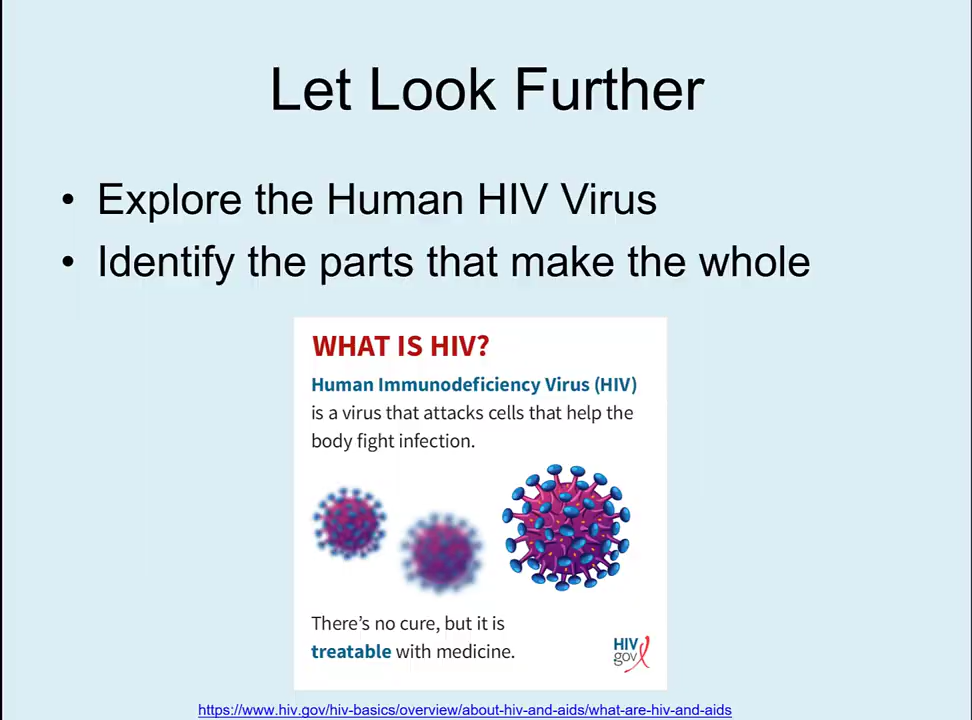 Let Look Further
• Explore the Human HIV Virus
• Identify the parts that make the whole
WHAT IS HIV?
Human Immunodeficiency Virus (HIV)
is a virus that attacks cells that help the
body fight infection.
There's no cure, but it is
treatable with medicine.
HIV
gov
https://www.hiv.gov/hiv-basics/overview/about-hiv-and-aids/what-are-hiv-and-aids